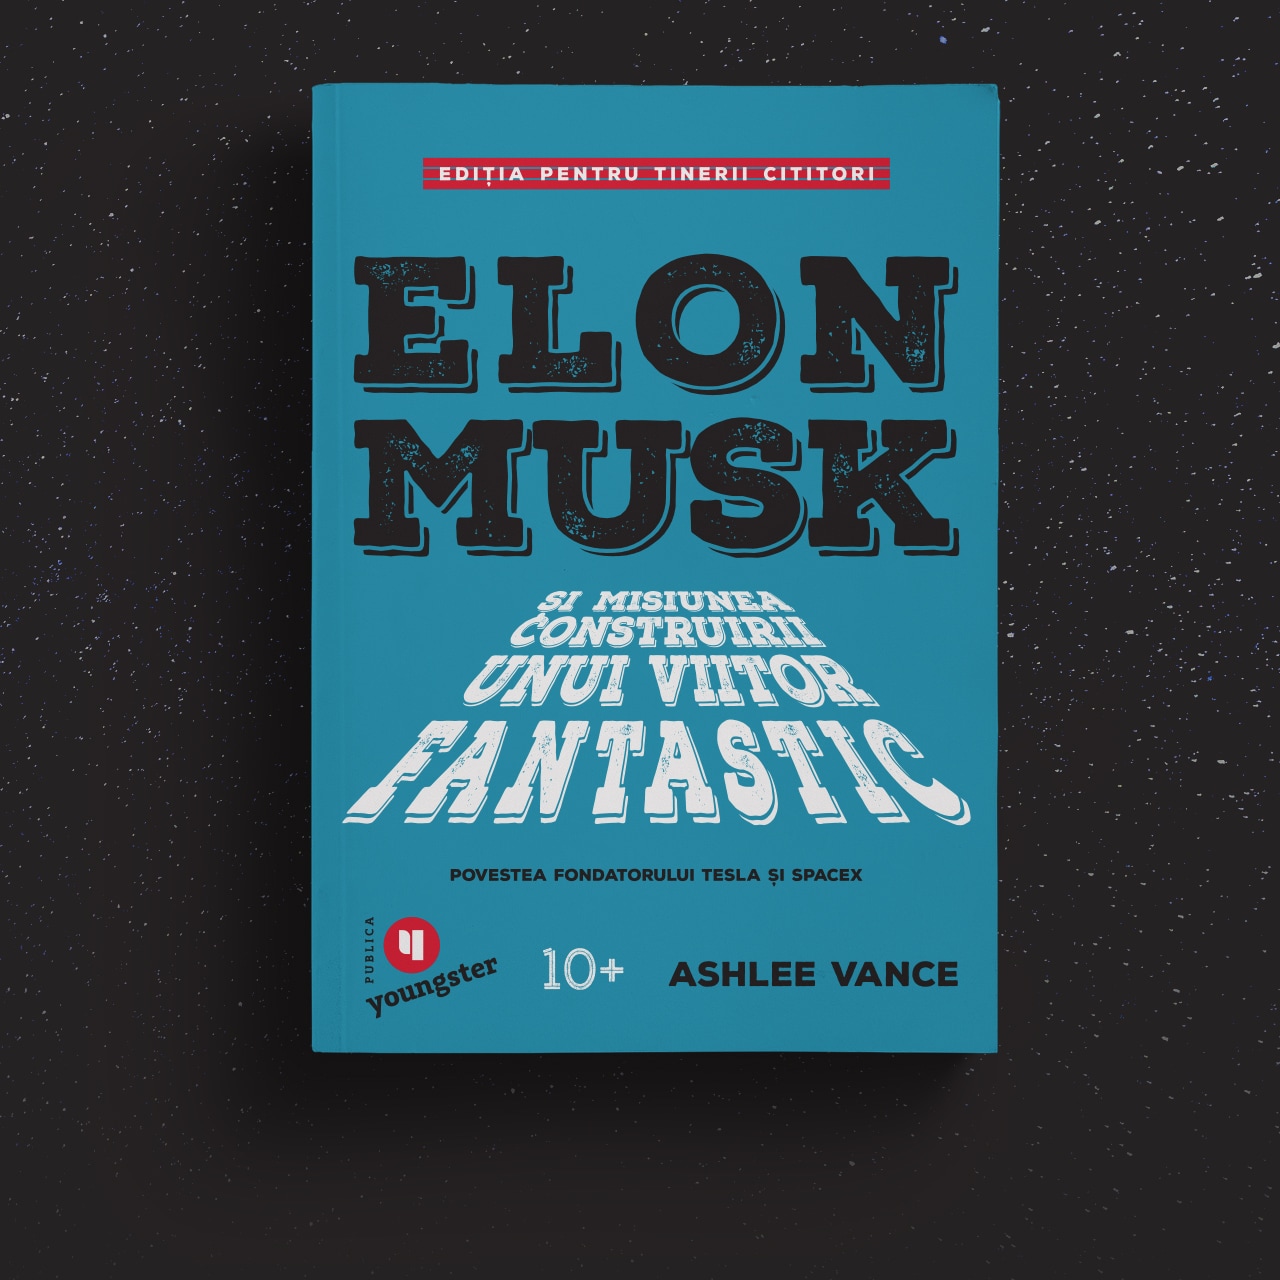 EDIȚIA PENTRU TINERII CITITORI
ELON
MUSK
ȘI MISIUNEA
CONSTRUIRII
UNUI VIITOR
FANTASTIC
POVESTEA FONDATORULUI TESLA ȘI SPACEX
PUBLICA
youngster
10+
ASHLEE VANCE